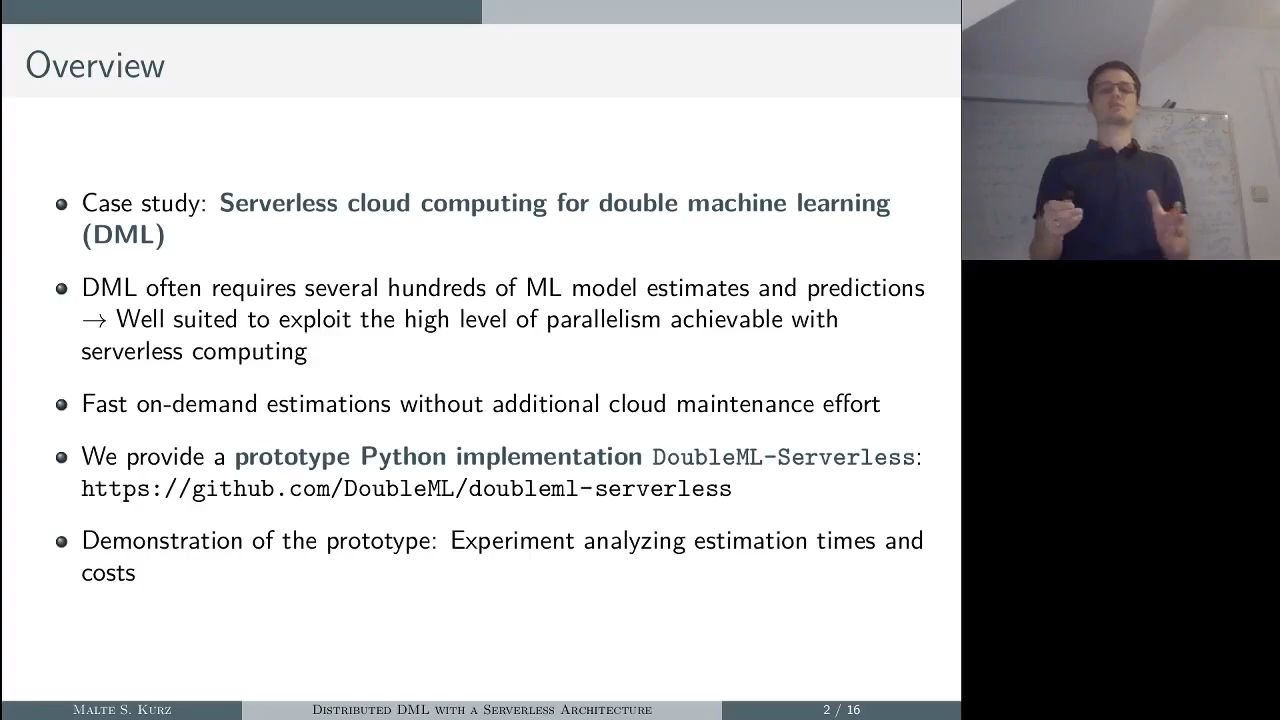 Overview
Case study: Serverless cloud computing for double machine learning
(DML)
DML often requires several hundreds of ML model estimates and predictions
→ Well suited to exploit the high level of parallelism achievable with
serverless computing
Fast on-demand estimations without additional cloud maintenance effort
We provide a prototype Python implementation DoubleML-Serverless:
https://github.com/DoubleML/doubleml-serverless
Demonstration of the prototype: Experiment analyzing estimation times and
costs
Malte S. Kurz
Distributed DML with a Serverless Architecture
2 / 16